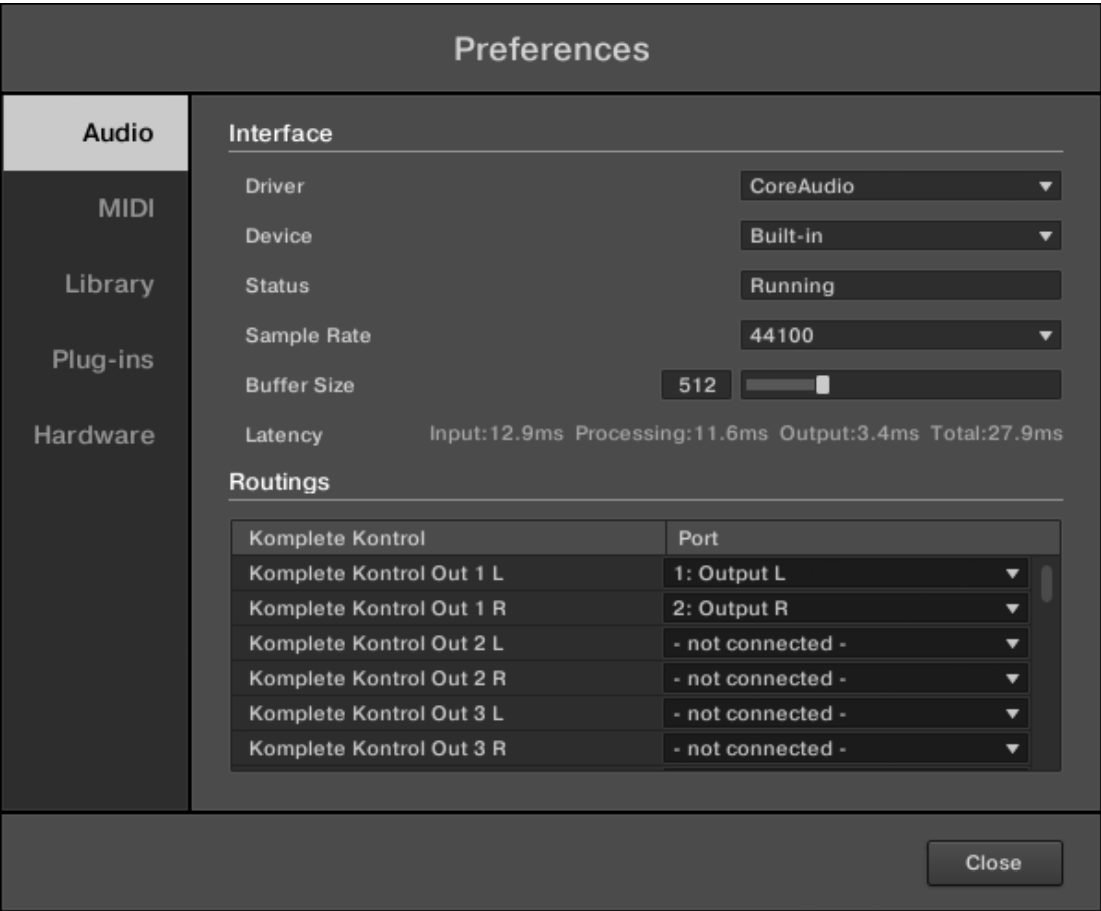 Preferences
Audio
MIDI
Library
Plug-ins
Hardware
Interface
Driver CoreAudio
Device Built-in
Status Running
Sample Rate 44100
Buffer Size 512
Latency Input:12.9ms Processing:11.6ms Output:3.4ms Total:27.9ms
Routings
Komplete Kontrol Port
Komplete Kontrol Out 1 L 1: Output L
Komplete Kontrol Out 1 R 2: Output R
Komplete Kontrol Out 2 L - not connected -
Komplete Kontrol Out 2 R - not connected -
Komplete Kontrol Out 3 L - not connected -
Komplete Kontrol Out 3 R - not connected -
Close